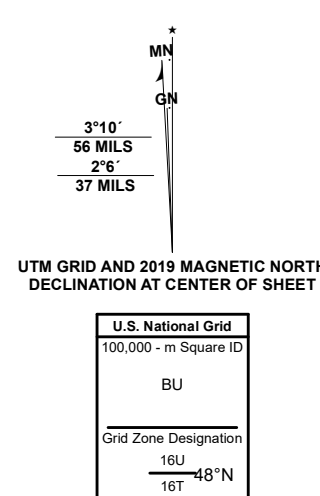 ★
MN
GN
3°10´
56 MILS
2°6´
37 MILS
UTM GRID AND 2019 MAGNETIC NORTH
DECLINATION AT CENTER OF SHEET
U.S. National Grid
100,000 - m Square ID
BU
Grid Zone Designation
16U
48°N
16T